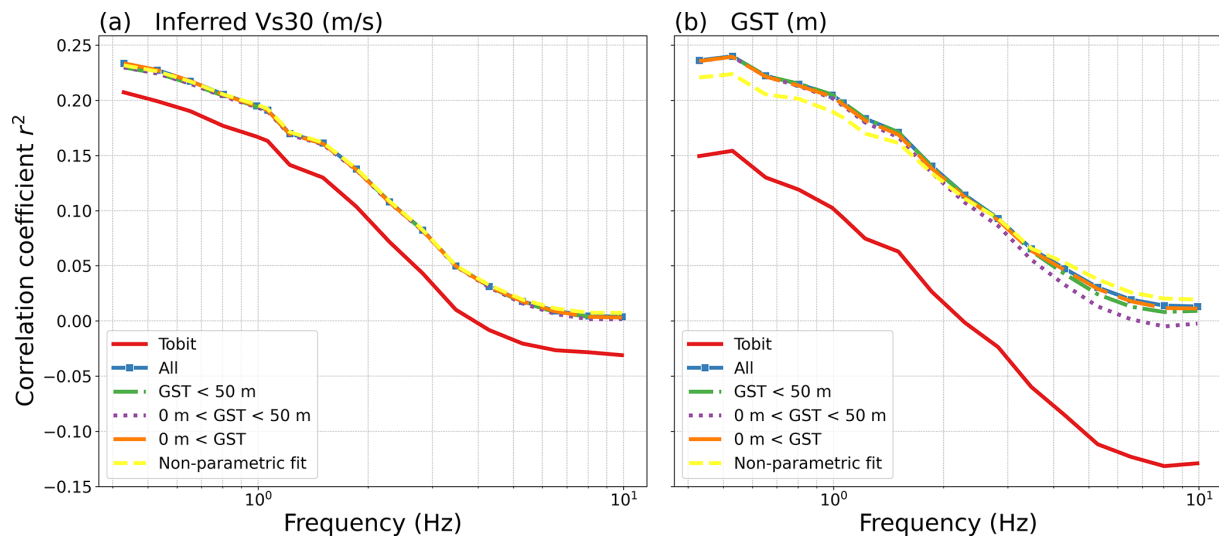 (a) Inferred Vs30 (m/s)
(b) GST (m)
Correlation coefficient r²
0.25
0.20
0.15
0.10
0.05
0.00
−0.05
−0.10
−0.15
Tobit
All
GST < 50 m
0 m < GST < 50 m
0 m < GST
Non-parametric fit
10⁰
10¹
Frequency (Hz)
Tobit
All
GST < 50 m
0 m < GST < 50 m
0 m < GST
Non-parametric fit
10⁰
10¹
Frequency (Hz)